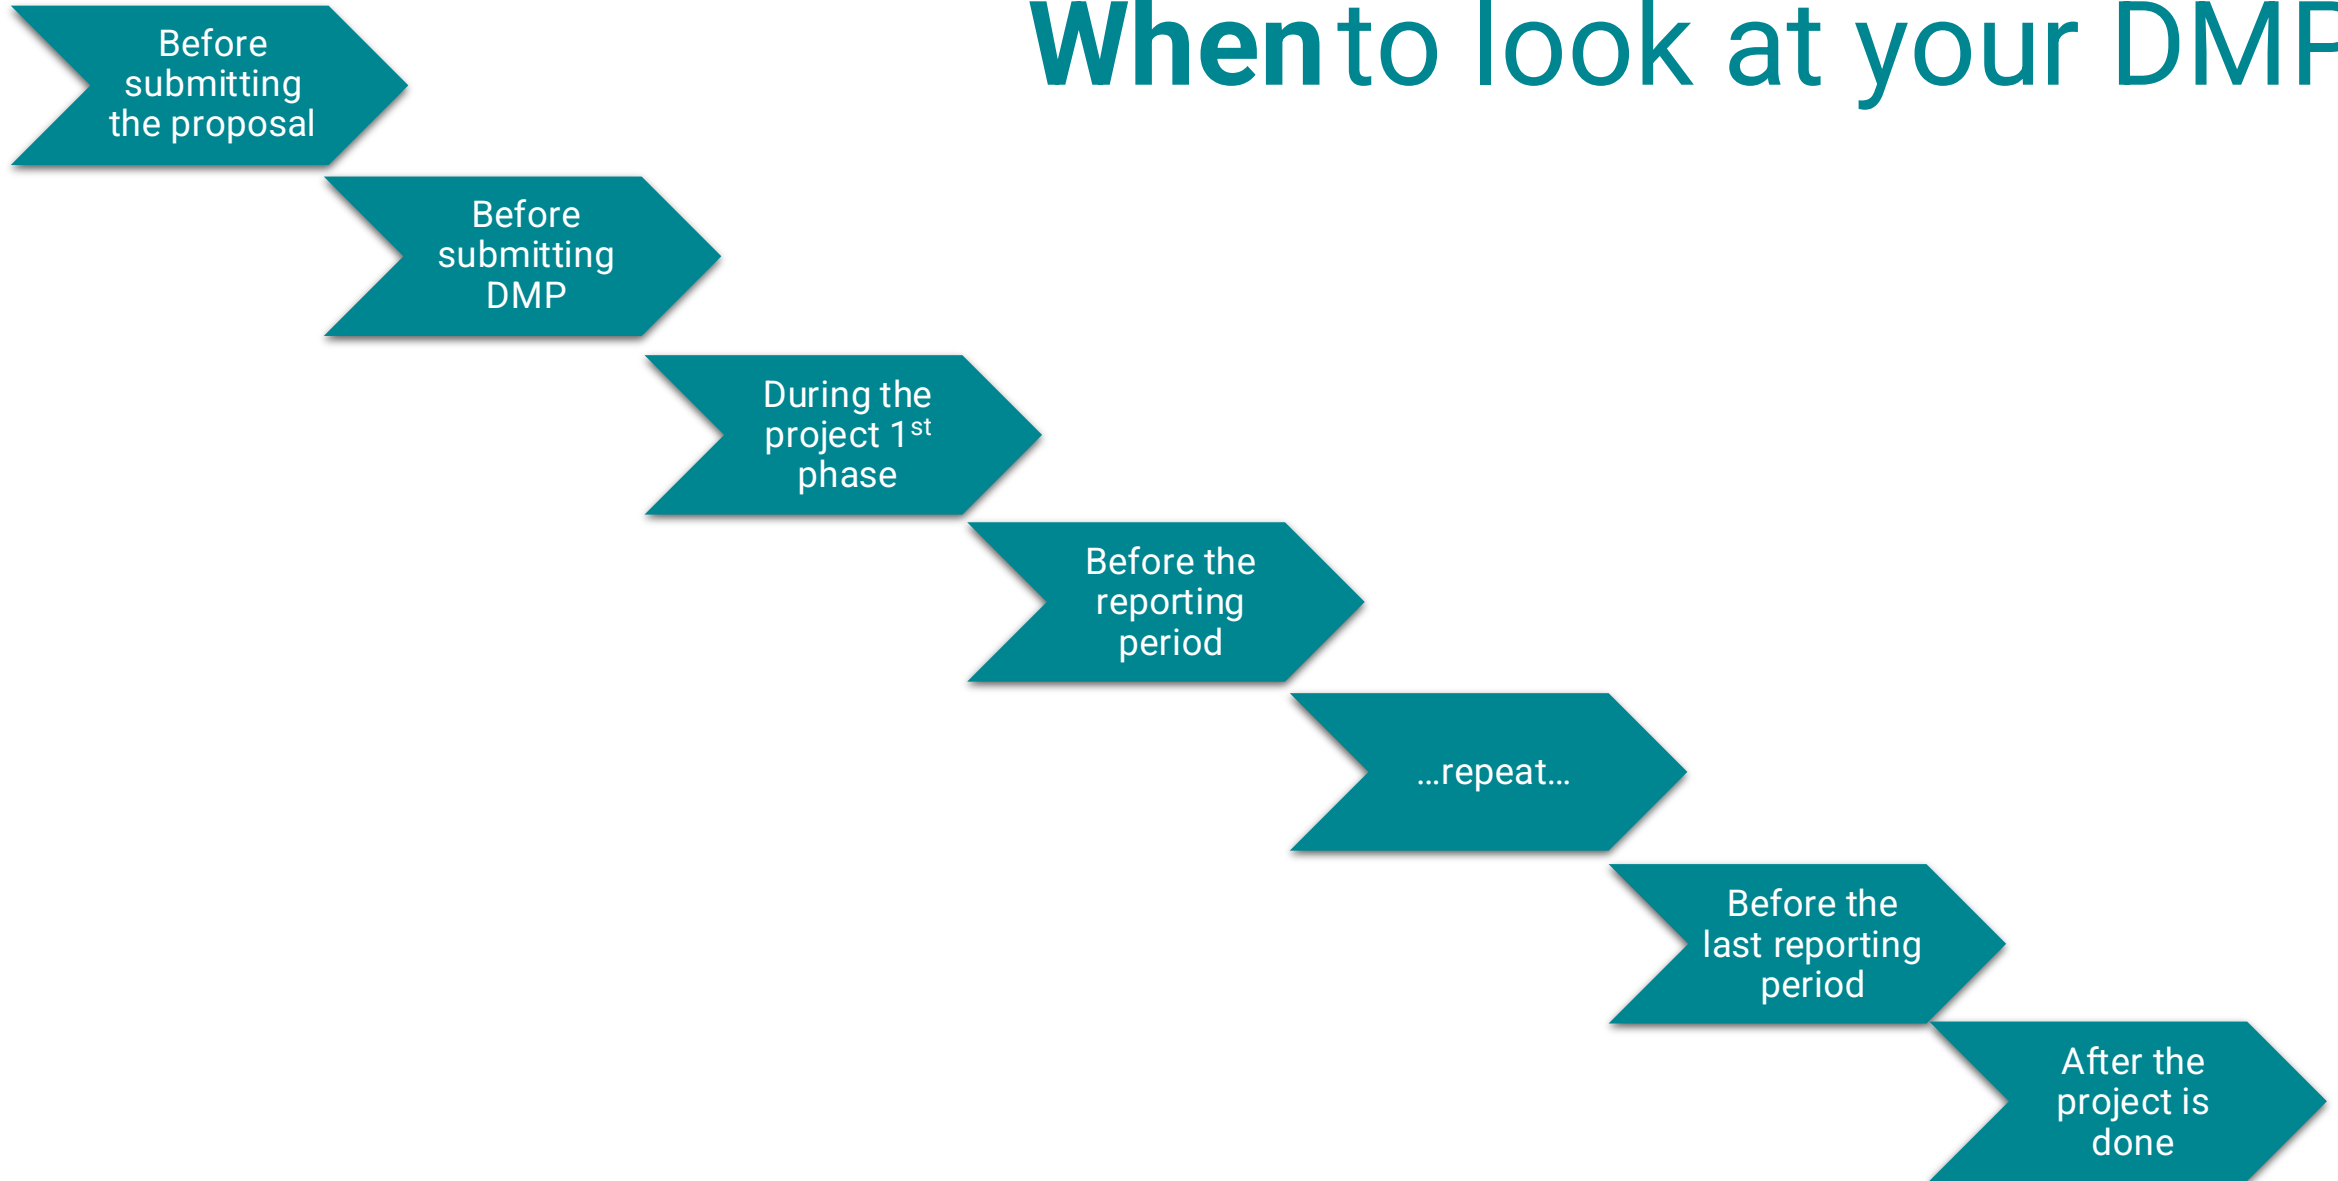 When to look at your DMP
Before
submitting
the proposal
Before
submitting
DMP
During the
project 1st
phase
Before the
reporting
period
...repeat...
Before the
last reporting
period
After the
project is
done